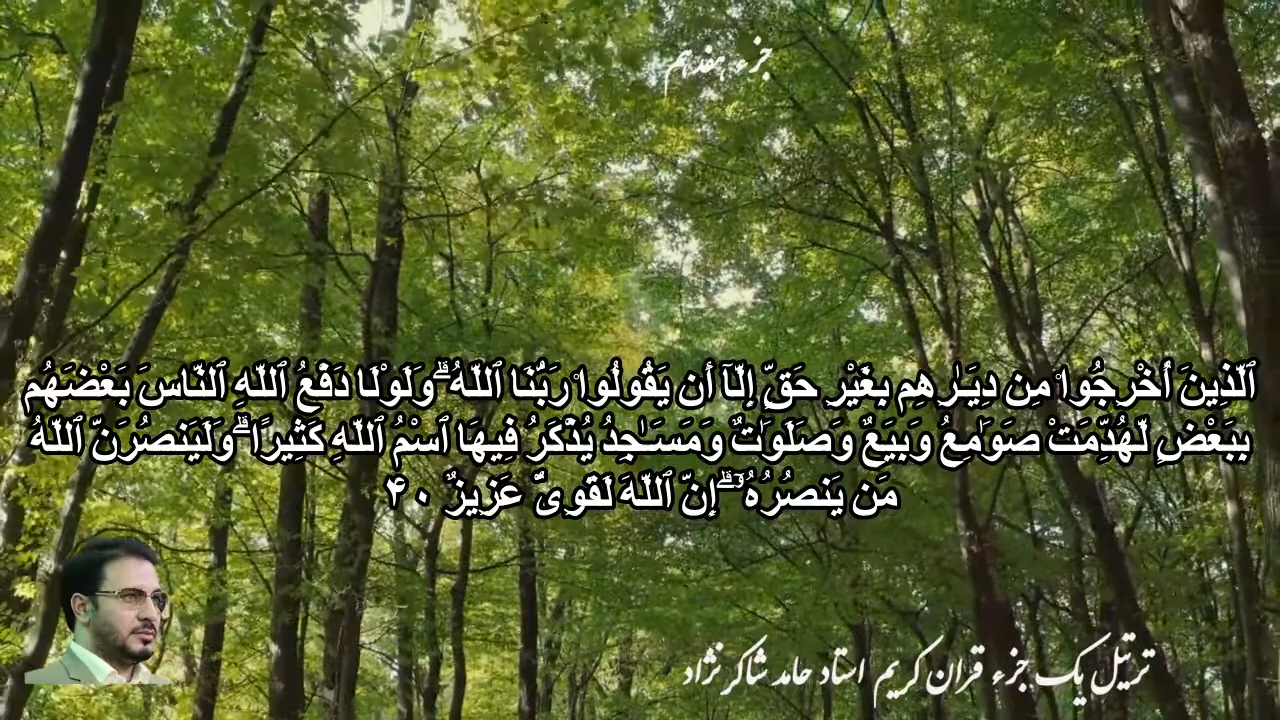 جزء هفدهم
ٱلَّذِينَ أُخْرِجُوا۟ مِن دِيَـٰرِهِم بِغَيْرِ حَقٍّ إِلَّآ أَن يَقُولُوا۟ رَبُّنَا ٱللَّهُ ۗ وَلَوْلَا دَفْعُ ٱللَّهِ ٱلنَّاسَ بَعْضَهُم
بِبَعْضٍ لَّهُدِّمَتْ صَوَٰمِعُ وَبِيَعٌ وَصَلَوَٰتٌ وَمَسَـٰجِدُ يُذْكَرُ فِيهَا ٱسْمُ ٱللَّهِ كَثِيرًا ۗ وَلَيَنصُرَنَّ ٱللَّهُ
مَن يَنصُرُهُۥٓ ۗ إِنَّ ٱللَّهَ لَقَوِىٌّ عَزِيزٌ ۴۰
ترتیل یک جزء قران کریم استاد حامد شاکرنژاد